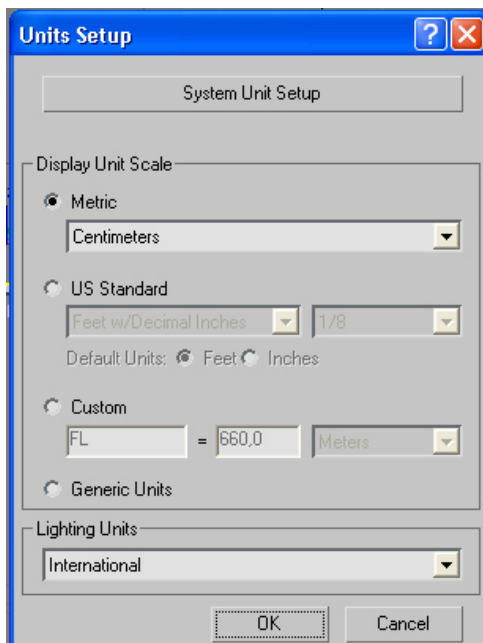 Units Setup
System Unit Setup
Display Unit Scale
Metric
Centimeters
US Standard
Feet w/Decimal Inches 1/8
Default Units: Feet Inches
Custom
FL = 660,0 Meters
Generic Units
Lighting Units
International
OK Cancel